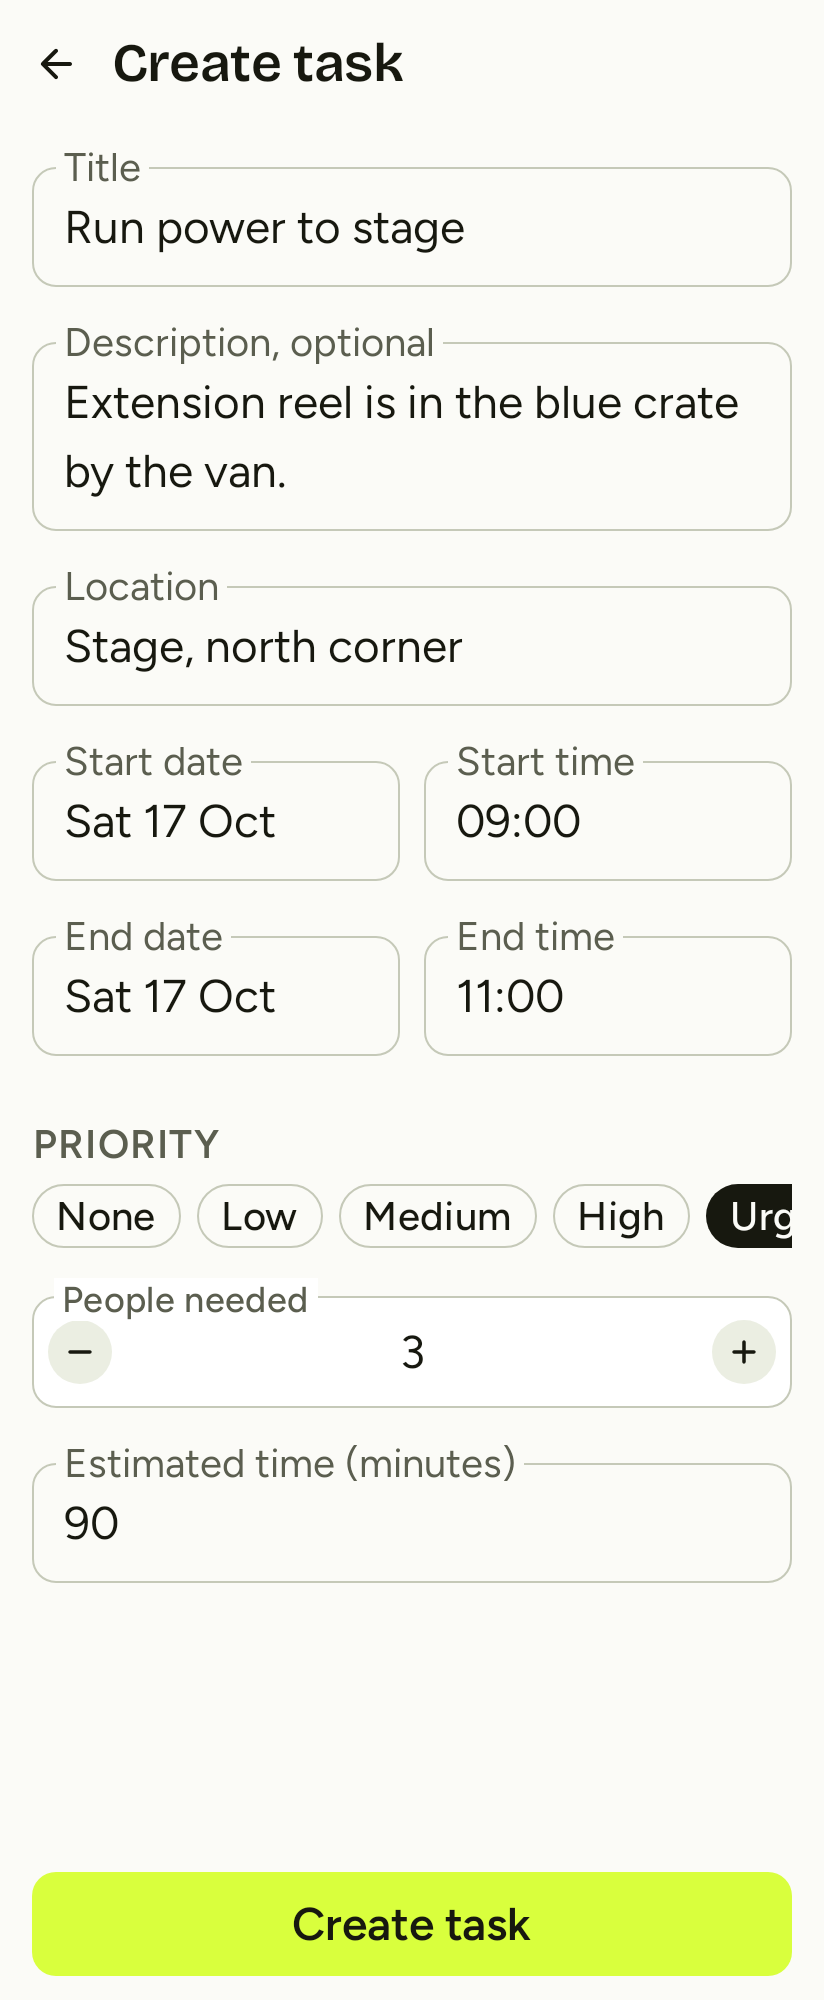 Create task
Title
Run power to stage
Description, optional
Extension reel is in the blue crate
by the van.
Location
Stage, north corner
Start date
Start time
Sat 17 Oct
09:00
End date
End time
Sat 17 Oct
11:00
PRIORITY
None
Low
Medium
High
Urg
People needed
3
Estimated time (minutes)
90
Create task